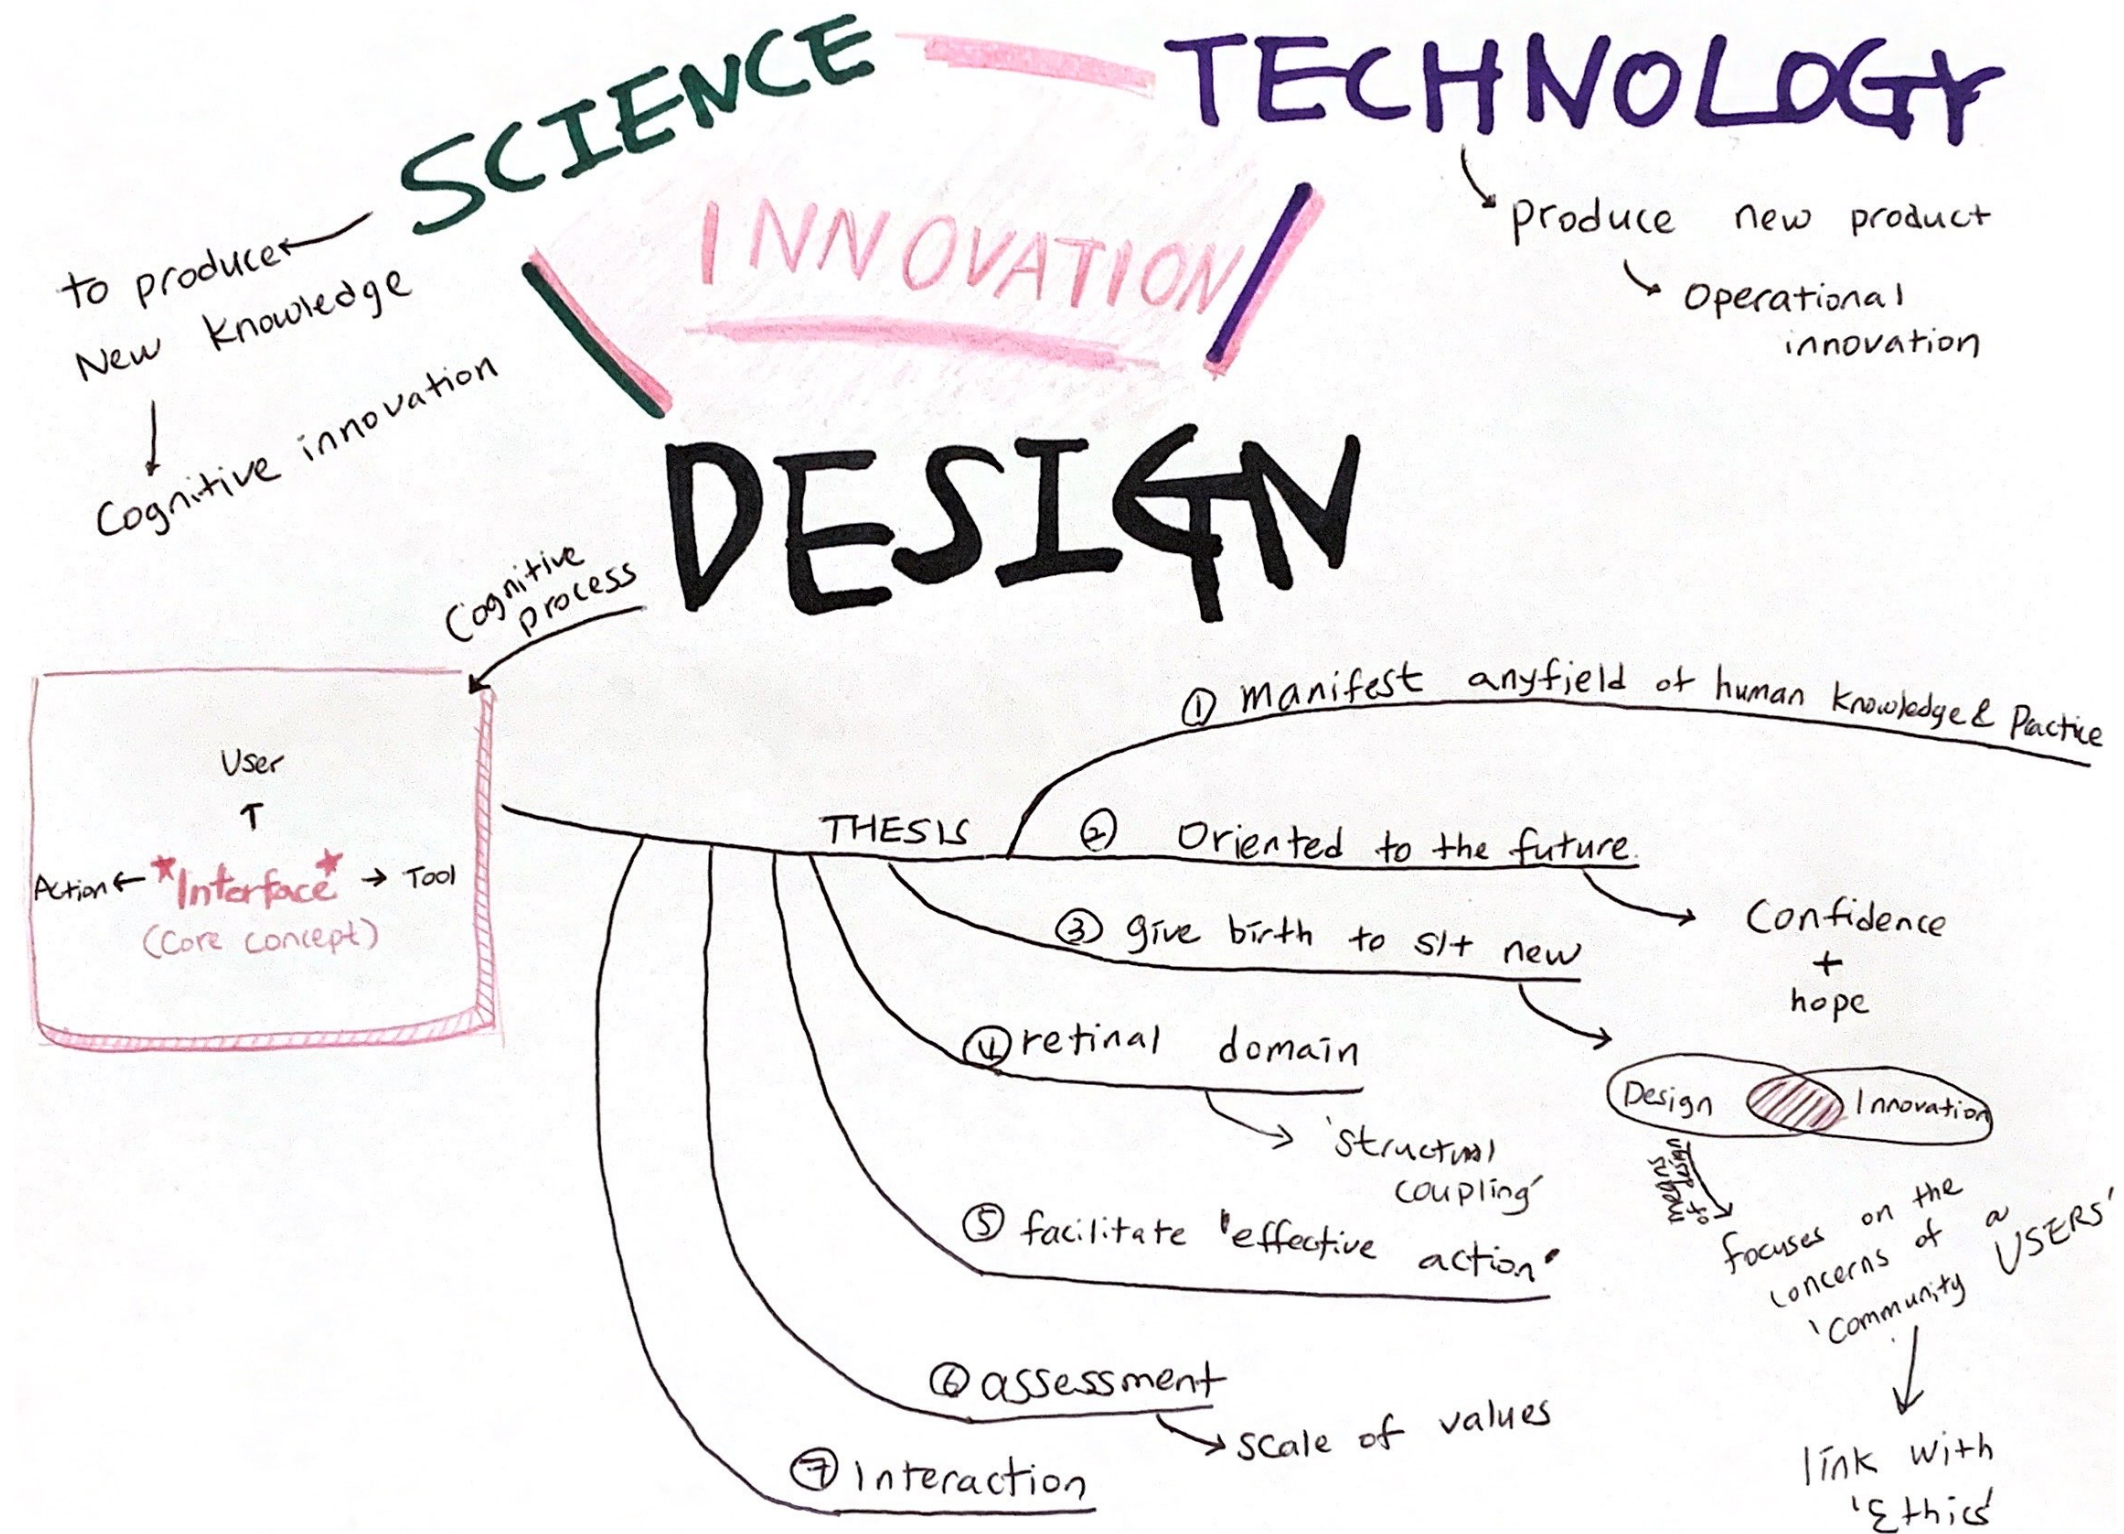 SCIENCE
TECHNOLOGY
INNOVATION
to produce
New knowledge
Cognitive innovation
produce new product
Operational
innovation
DESIGN
Cognitive
process
User
Action ← *Interface* → Tool
(Core concept)
THESIS
① manifest anyfield of human knowledge & Practice
② Oriented to the future.
Confidence
+
hope
③ give birth to s/t new
Design
Innovation
means
of design
focuses on the
concerns of a
'Community USERS'
link with
'Ethics'
④ retinal domain
'structural
coupling'
⑤ facilitate 'effective action'
⑥ assessment
scale of values
⑦ Interaction